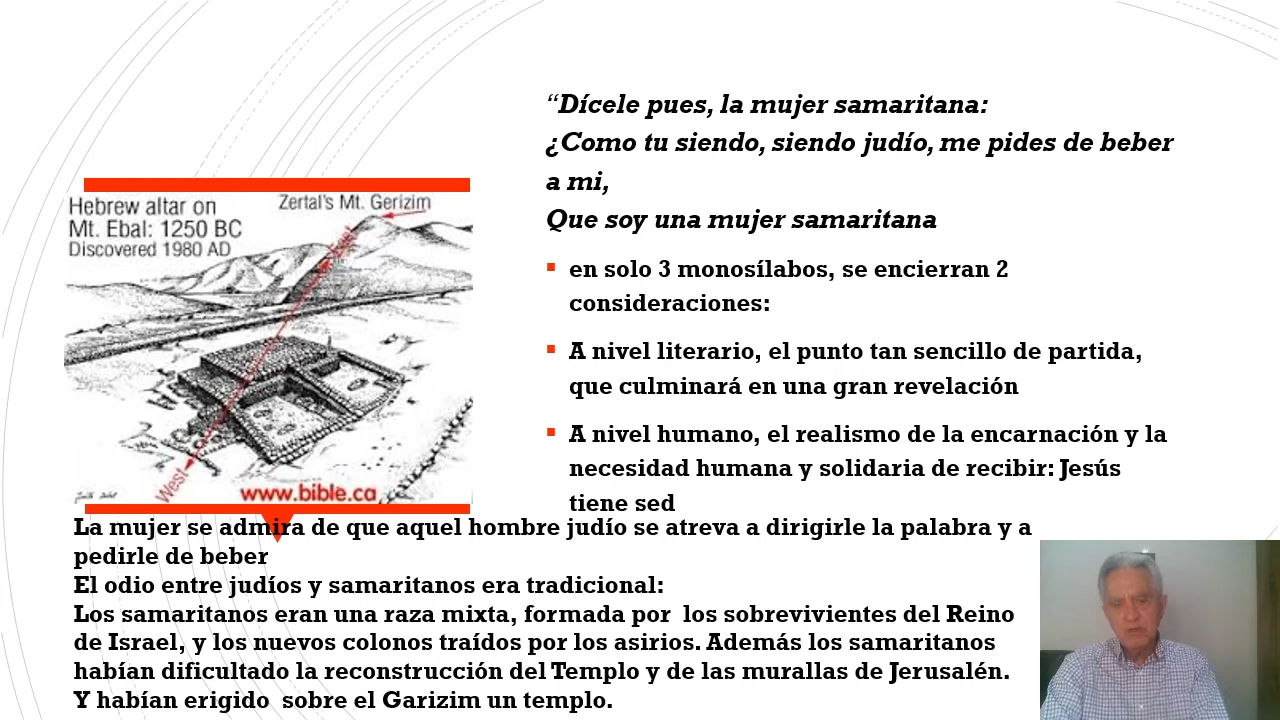 Hebrew altar on
Mt. Ebal: 1250 BC
Discovered 1980 AD
Zertal's Mt. Gerizim
East
West
www.bible.ca
“Dícele pues, la mujer samaritana:
¿Como tu siendo, siendo judío, me pides de beber
a mi,
Que soy una mujer samaritana
en solo 3 monosílabos, se encierran 2
consideraciones:
A nivel literario, el punto tan sencillo de partida,
que culminará en una gran revelación
A nivel humano, el realismo de la encarnación y la
necesidad humana y solidaria de recibir: Jesús
tiene sed
La mujer se admira de que aquel hombre judío se atreva a dirigirle la palabra y a
pedirle de beber
El odio entre judíos y samaritanos era tradicional:
Los samaritanos eran una raza mixta, formada por  los sobrevivientes del Reino
de Israel, y los nuevos colonos traídos por los asirios. Además los samaritanos
habían dificultado la reconstrucción del Templo y de las murallas de Jerusalén.
Y habían erigido  sobre el Garizim un templo.